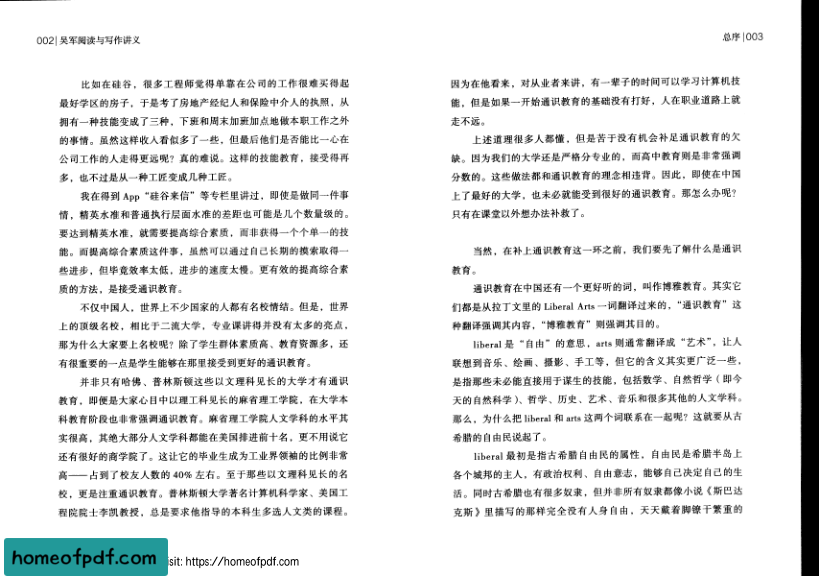 002|吴军阅读与写作讲义
比如在硅谷，很多工程师觉得单靠在公司的工作很难买得起
最好学区的房子，于是考了房地产经纪人和保险中介人的执照，从
拥有一种技能变成了三种，下班和周末加班加点地做本职工作之外
的事情。虽然这样收入看似多了一些，但最后他们是否能比一心在
公司工作的人走得更远呢？真的难说。这样的技能教育，接受得再
多，也不过是从一种工匠变成几种工匠。
我在得到 App“硅谷来信”等专栏里讲过，即使是做同一件事
情，精英水准和普通执行层面水准的差距也可能是几个数量级的。
要达到精英水准，就需要提高综合素质，而非获得一个个单一的技
能。而提高综合素质这件事，虽然可以通过自己长期的摸索取得一
些进步，但毕竟效率太低，进步的速度太慢。更有效的提高综合素
质的方法，是接受通识教育。
不仅中国人，世界上不少国家的人都有名校情结。但是，世界
上的顶级名校，相比于二流大学，专业课讲得并没有太多的亮点，
那为什么大家要上名校呢？除了学生群体素质高、教育资源多，还
有很重要的一点是学生能够在那里接受到更好的通识教育。
并非只有哈佛、普林斯顿这些以文理科见长的大学才有通识
教育，即便是大家心目中以理工科见长的麻省理工学院，在大学本
科教育阶段也非常强调通识教育。麻省理工学院人文学科的水平其
实很高，其绝大部分人文学科都能在美国排进前十名，更不用说它
还有很好的商学院了。这让它的毕业生成为工业界领袖的比例非常
高——占到了校友人数的 40% 左右。至于那些以文理科见长的名
校，更是注重通识教育。普林斯顿大学著名计算机科学家、美国工
程院院士李凯教授，总是要求他指导的本科生多选人文类的课程。
总序|003
因为在他看来，对从业者来讲，有一辈子的时间可以学习计算机技
能，但是如果一开始通识教育的基础没有打好，人在职业道路上就
走不远。
上述道理很多人都懂，但是苦于没有机会补足通识教育的欠
缺。因为我们的大学还是严格分专业的，而高中教育则是非常强调
分数的。这些做法都和通识教育的理念相违背。因此，即使在中国
上了最好的大学，也未必就能受到很好的通识教育。那怎么办呢？
只有在课堂以外想办法补救了。
当然，在补上通识教育这一环之前，我们要先了解什么是通识
教育。
通识教育在中国还有一个更好听的词，叫作博雅教育。其实它
们都是从拉丁文里的 Liberal Arts 一词翻译过来的，“通识教育”这
种翻译强调其内容，“博雅教育”则强调其目的。
liberal 是“自由”的意思，arts 则通常翻译成“艺术”，让人
联想到音乐、绘画、摄影、手工等，但它的含义其实更广泛一些，
是指那些未必能直接用于谋生的技能，包括数学、自然哲学（即今
天的自然科学）、哲学、历史、艺术、音乐和很多其他的人文学科。
那么，为什么把 liberal 和 arts 这两个词联系在一起呢？这就要从古
希腊的自由民说起了。
liberal 最初是指古希腊自由民的属性，自由民是希腊半岛上
各个城邦的主人，有政治权利、自由意志，能够自己决定自己的生
活。同时古希腊也有很多奴隶，但并非所有奴隶都像小说《斯巴达
克斯》里描写的那样完全没有人身自由，天天戴着脚镣干繁重的
homeofpdf.com
sit: https://homeofpdf.com